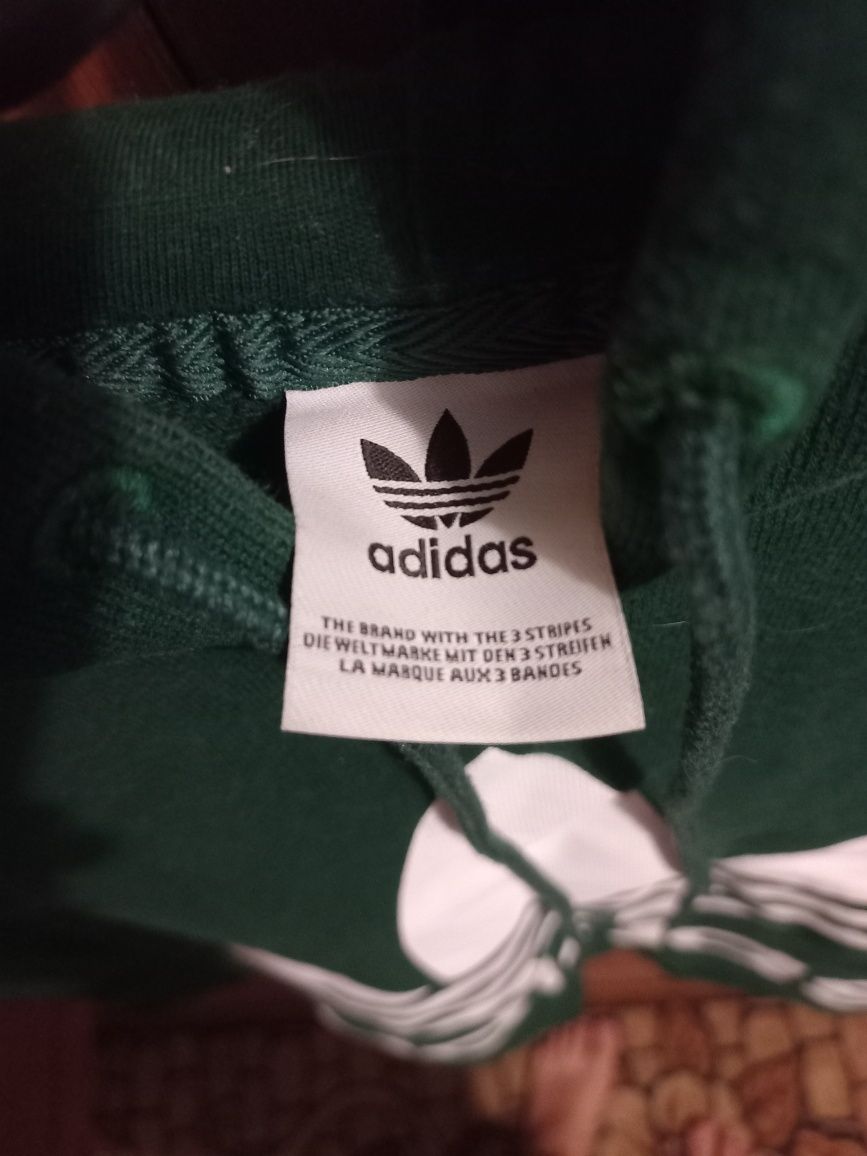 adidas
THE BRAND WITH THE 3 STRIPES
DIE WELTMARKE MIT DEN 3 STREIFEN
LA MARQUE AUX 3 BANDES